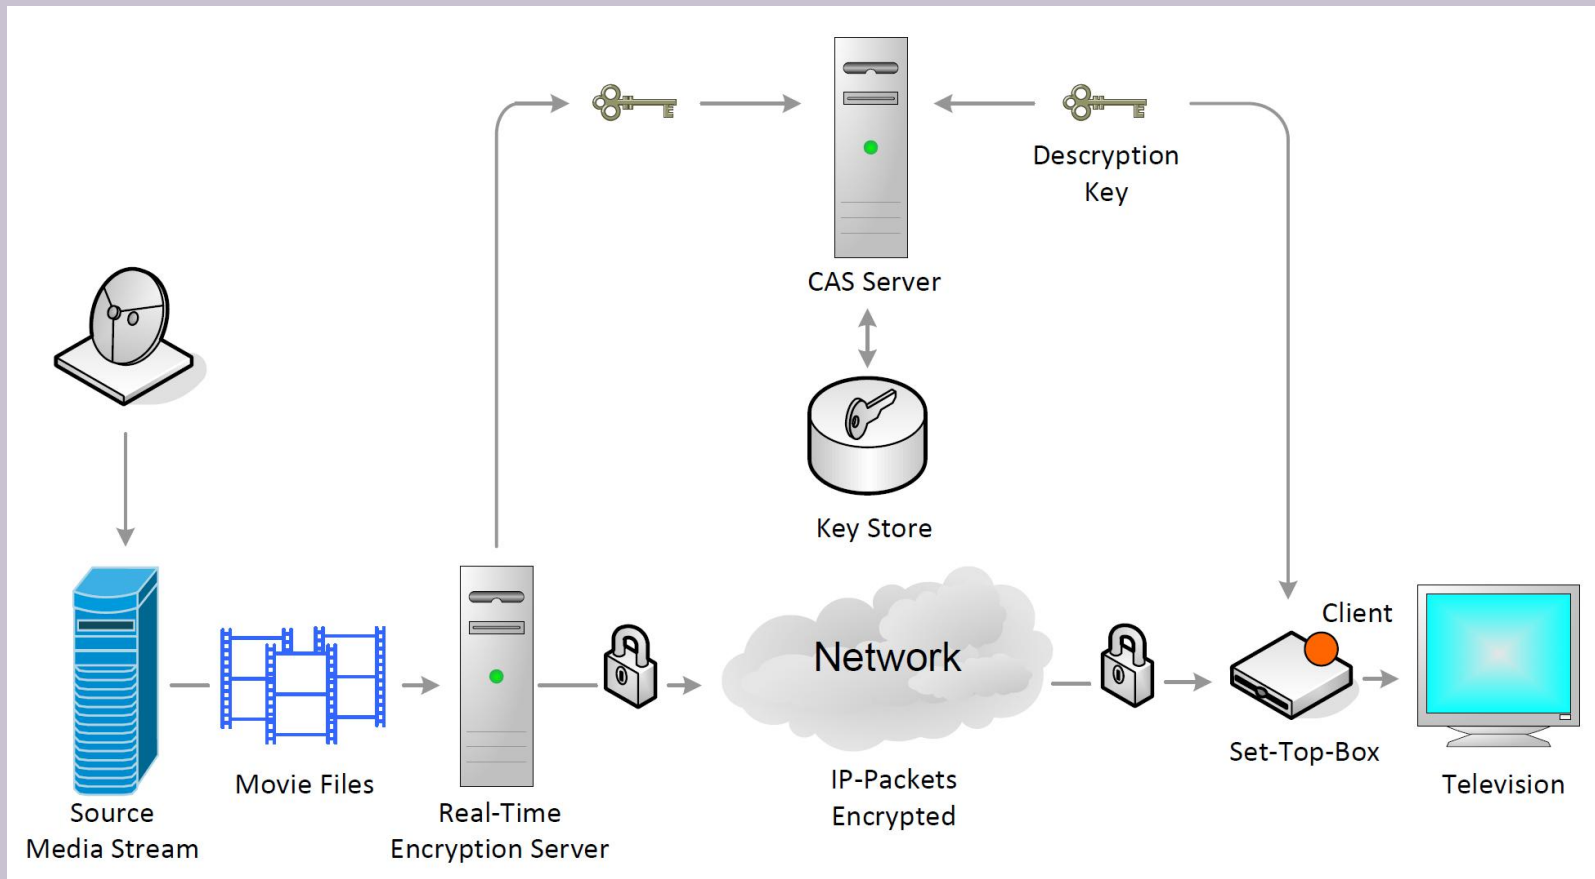 Descryption
Key
CAS Server
Key Store
Client
Network
Set-Top-Box
Movie Files
IP-Packets
Encrypted
Television
Source
Media Stream
Real-Time
Encryption Server